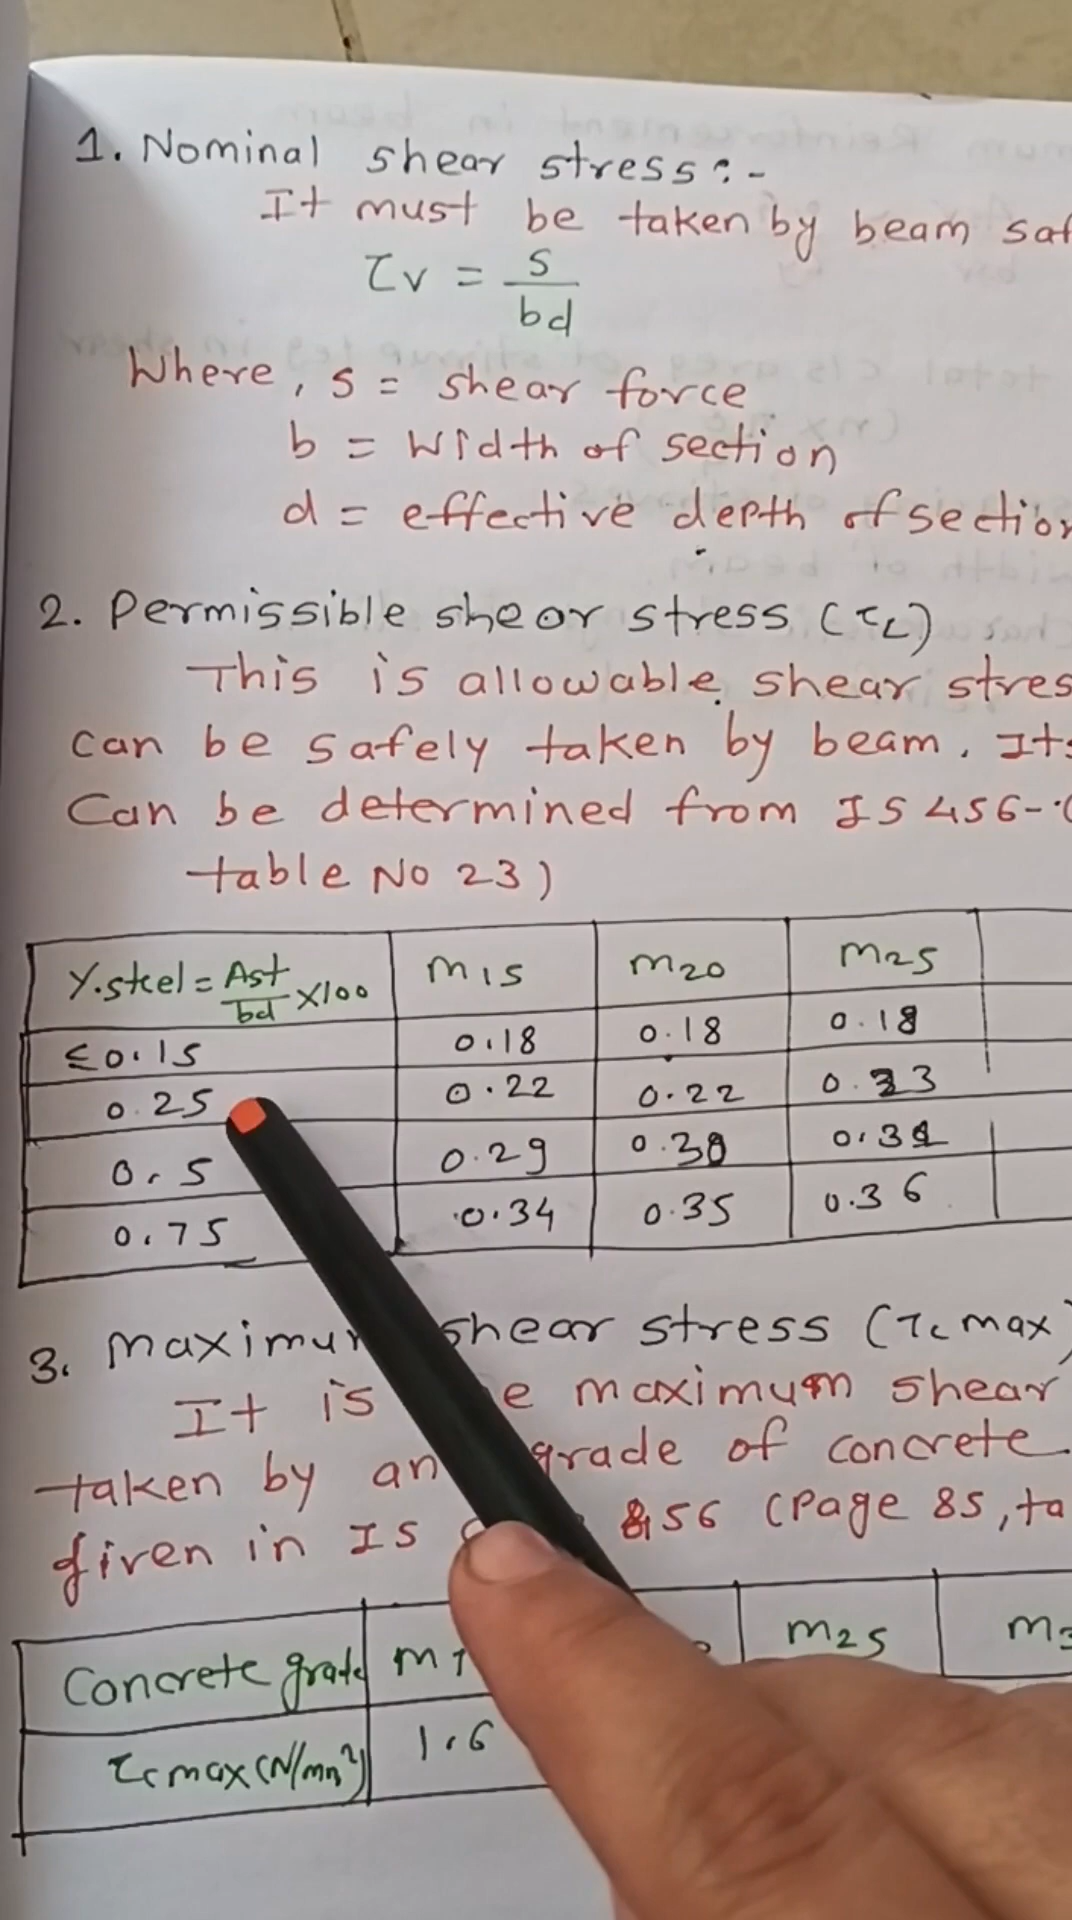 1. Nominal shear stress:-
It must be taken by beam saf
τv = s/bd
Where, s = shear force
b = width of section
d = effective depth of section
2. Permissible shear stress (τc)
This is allowable shear stres
can be safely taken by beam. Its
Can be determined from IS 456-
table No 23)
Y.steel = Ast/bd ×100 M15 M20 M25
≤0.15 0.18 0.18 0.18
0.25 0.22 0.22 0.23
0.5 0.29 0.30
0.75 0.34 0.35 0.36
3. Maximum shear stress (τc max)
It is maximum shear
taken by an grade of concrete.
given in IS 456 (Page 85, ta
Concrete grade M1 M25 M3
τc max (N/mm²) 1.6